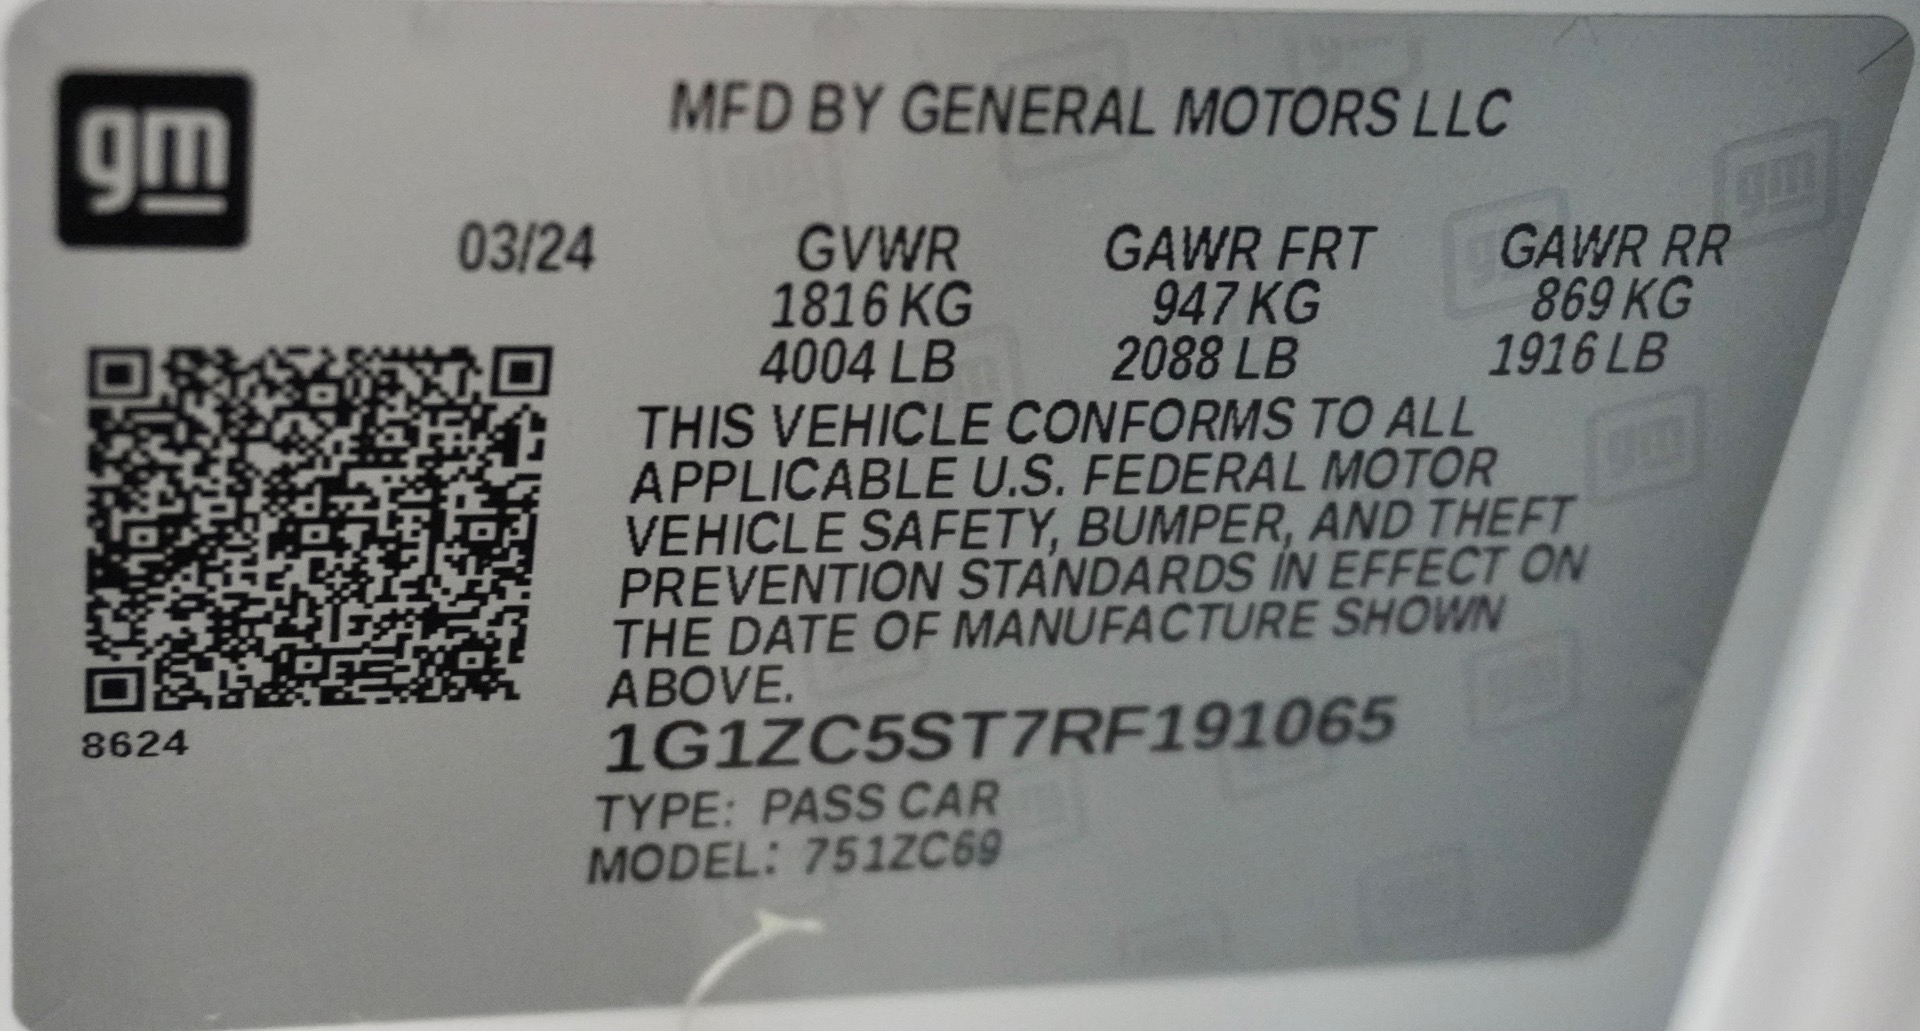 gm
MFD BY GENERAL MOTORS LLC
03/24 GVWR GAWR FRT GAWR RR
1816 KG 947 KG 869 KG
4004 LB 2088 LB 1916 LB
THIS VEHICLE CONFORMS TO ALL
APPLICABLE U.S. FEDERAL MOTOR
VEHICLE SAFETY, BUMPER, AND THEFT
PREVENTION STANDARDS IN EFFECT ON
THE DATE OF MANUFACTURE SHOWN
ABOVE.
8624
1G1ZC5ST7RF191065
TYPE: PASS CAR
MODEL: 751ZC69